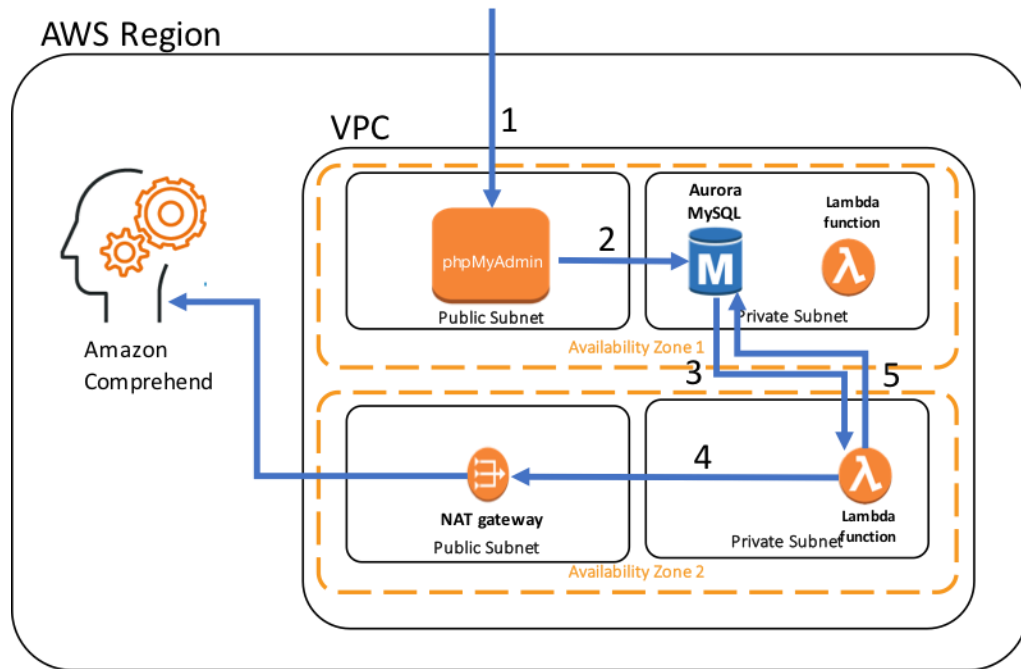 AWS Region
1
VPC
Aurora
MySQL
Lambda
function
2
phpMyAdmin
M
λ
Public Subnet
Private Subnet
Amazon
Comprehend
Availability Zone 1
3
5
4
λ
NAT gateway
Lambda
function
Public Subnet
Private Subnet
Availability Zone 2